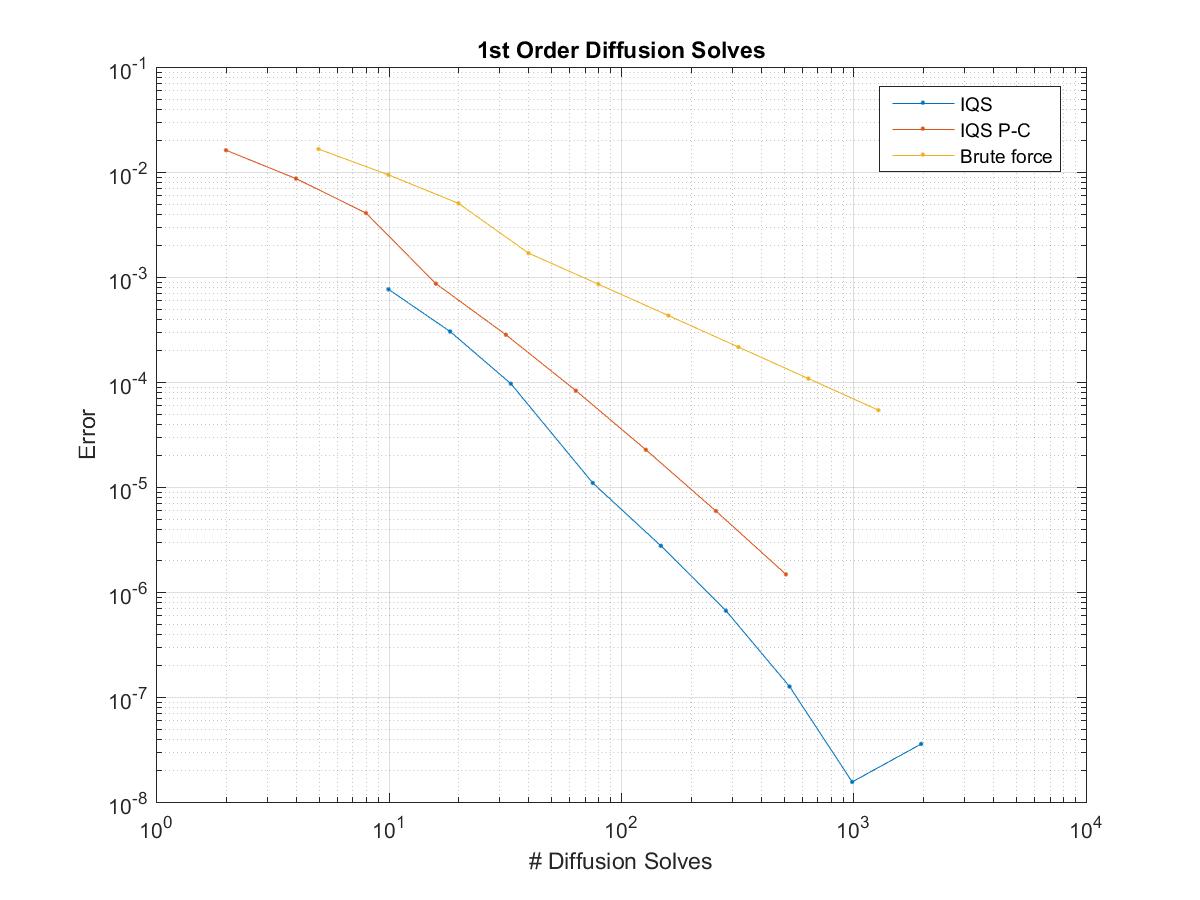 1st Order Diffusion Solves
10^-1
10^-2
10^-3
10^-4
10^-5
10^-6
10^-7
10^-8
Error
IQS
IQS P-C
Brute force
10^0
10^1
10^2
10^3
10^4
# Diffusion Solves